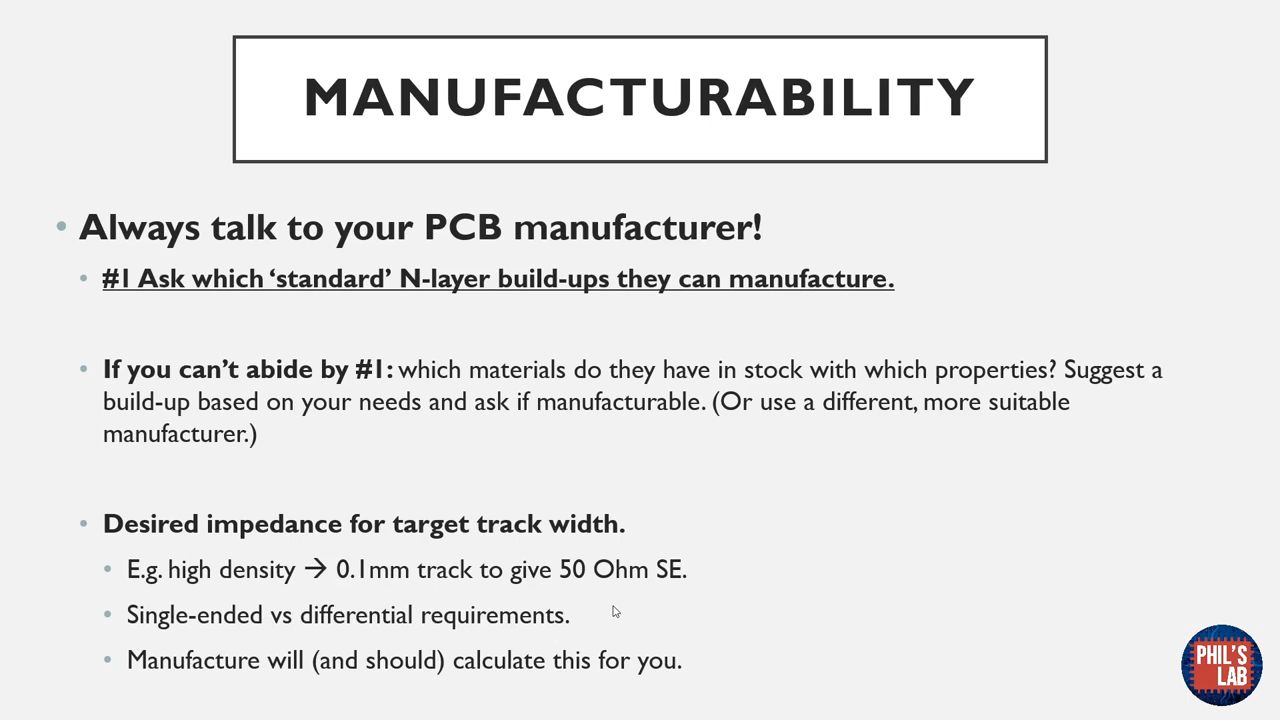 MANUFACTURABILITY
• Always talk to your PCB manufacturer!
• #1 Ask which ‘standard’ N-layer build-ups they can manufacture.
• If you can’t abide by #1: which materials do they have in stock with which properties? Suggest a
build-up based on your needs and ask if manufacturable. (Or use a different, more suitable
manufacturer.)
• Desired impedance for target track width.
• E.g. high density → 0.1mm track to give 50 Ohm SE.
• Single-ended vs differential requirements.
• Manufacture will (and should) calculate this for you.
PHIL'S
LAB